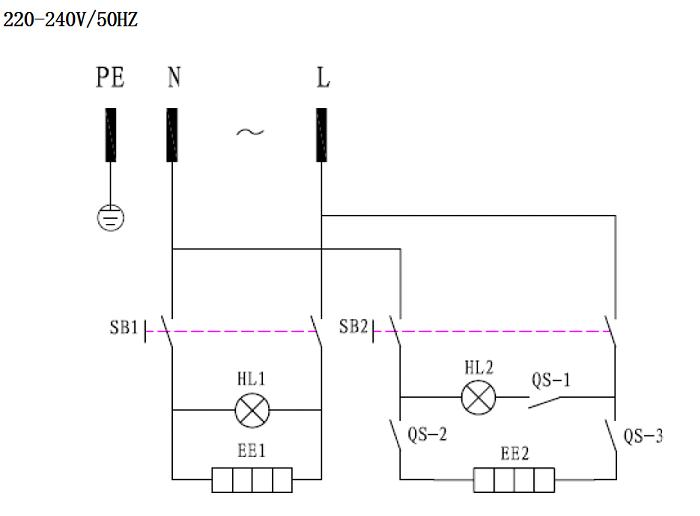 220-240V/50HZ
PE N L
~
SB1 SB2
HL1 HL2 QS-1
QS-2 QS-3
EE1 EE2